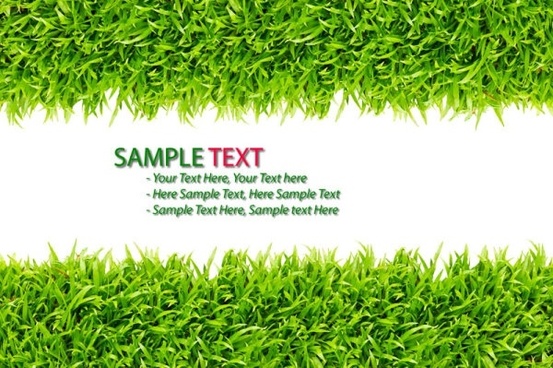 SAMPLE TEXT
- Your Text Here, Your Text here
- Here Sample Text, Here Sample Text
- Sample Text Here, Sample text Here